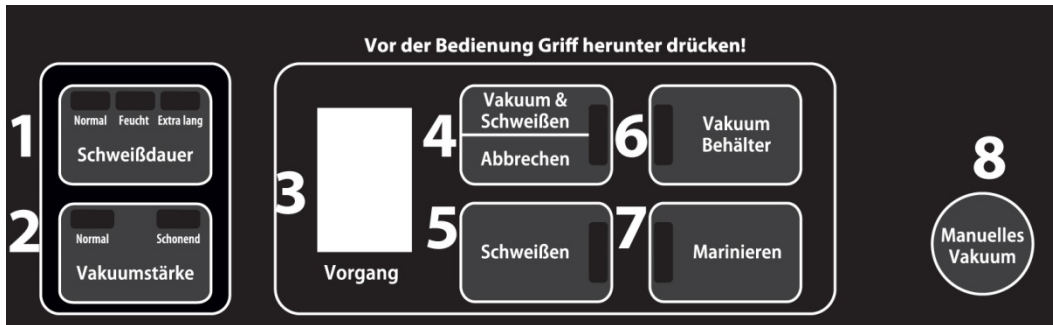 Vor der Bedienung Griff herunter drücken!
1
Normal Feucht Extra lang
Schweißdauer
2
Normal Schonend
Vakuumstärke
3
Vorgang
4
Vakuum &
Schweißen
Abbrechen
5
Schweißen
6
Vakuum
Behälter
7
Marinieren
8
Manuelles
Vakuum